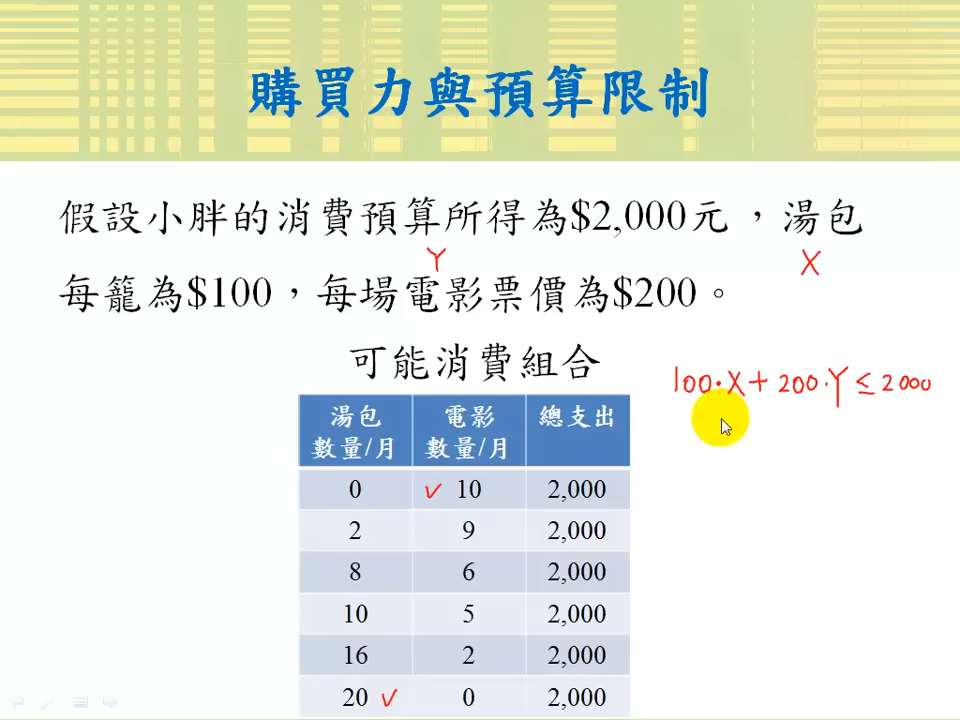 購買力與預算限制
假設小胖的消費預算所得為$2,000元，湯包
Y X
每籠為$100，每場電影票價為$200。
可能消費組合
100·X+200·Y≤2000
湯包 電影 總支出
數量/月 數量/月
0 ✓ 10 2,000
2 9 2,000
8 6 2,000
10 5 2,000
16 2 2,000
20 ✓ 0 2,000